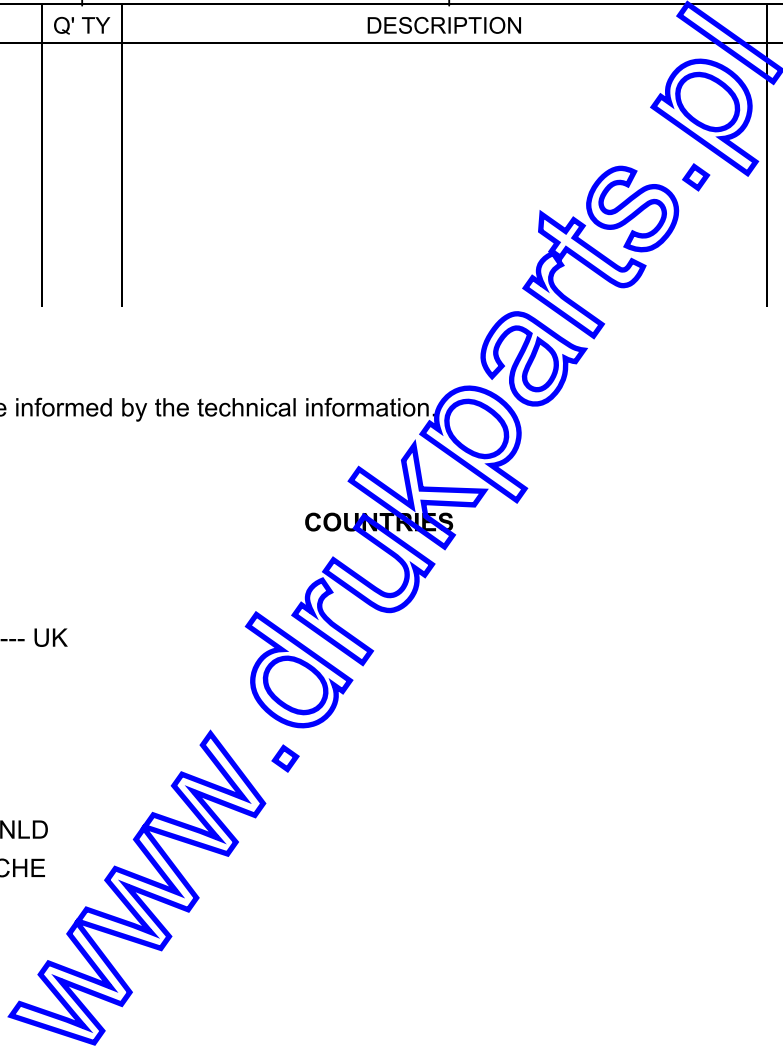 Q' TY DESCRIPTION
e informed by the technical information.
COUNTRIES
--- UK
NLD
CHE
www.drukparts.pl